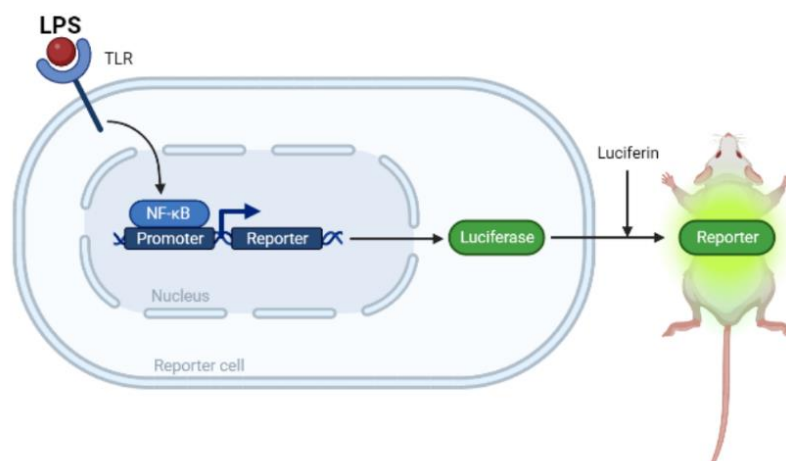 LPS
TLR
NF-κB
Promoter
Reporter
Nucleus
Reporter cell
Luciferase
Luciferin
Reporter